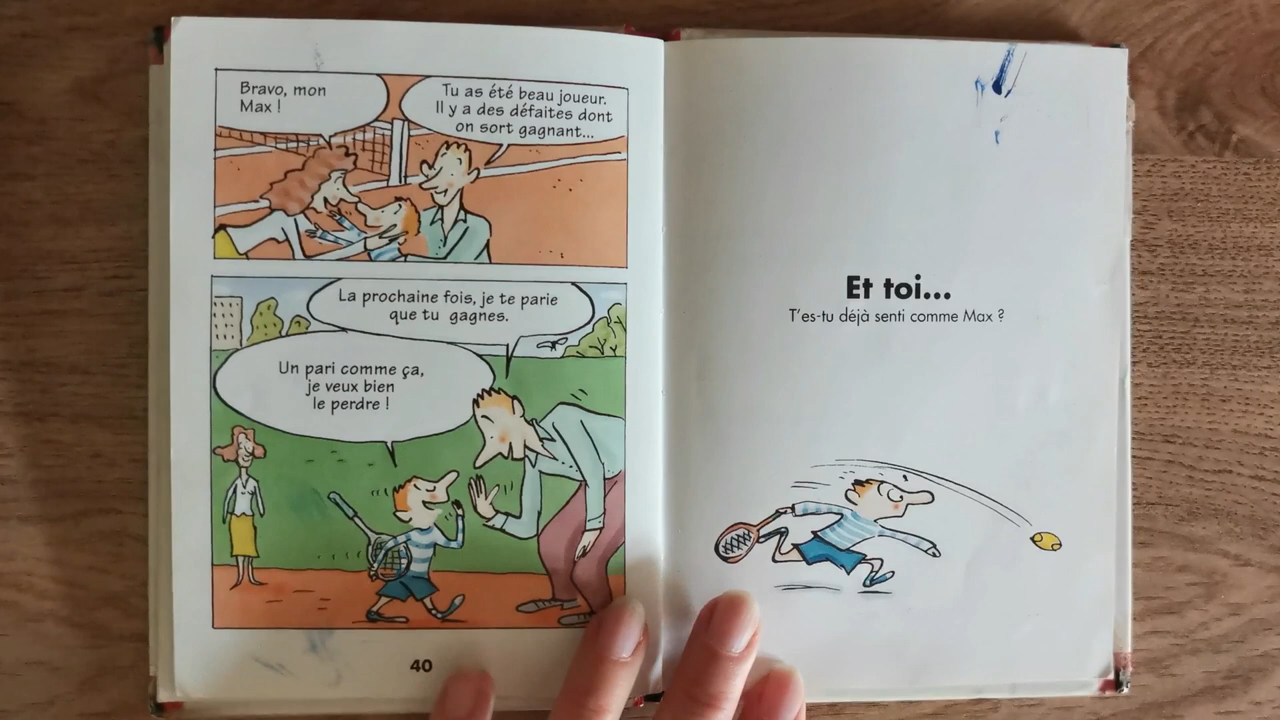 Bravo, mon
Max !
Tu as été beau joueur.
Il y a des défaites dont
on sort gagnant...
La prochaine fois, je te parie
que tu gagnes.
Un pari comme ça,
je veux bien
le perdre !
40
Et toi...
T'es-tu déjà senti comme Max ?